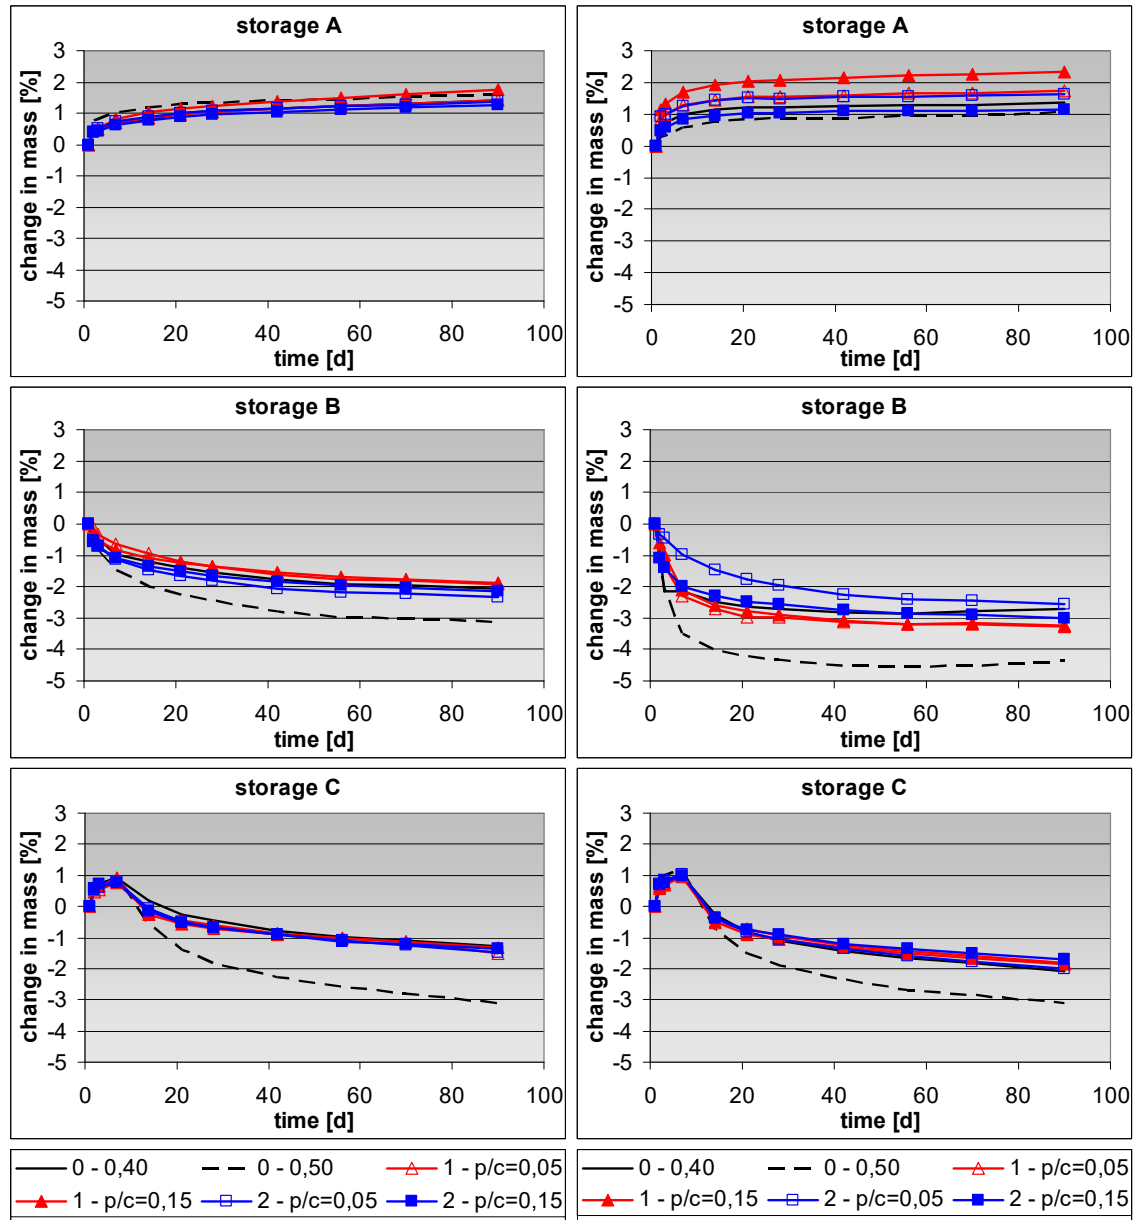 storage A
change in mass [%]
3
2
1
0
-1
-2
-3
-4
-5
0 20 40 60 80 100
time [d]
storage A
change in mass [%]
3
2
1
0
-1
-2
-3
-4
-5
0 20 40 60 80 100
time [d]
storage B
change in mass [%]
3
2
1
0
-1
-2
-3
-4
-5
0 20 40 60 80 100
time [d]
storage B
change in mass [%]
3
2
1
0
-1
-2
-3
-4
-5
0 20 40 60 80 100
time [d]
storage C
change in mass [%]
3
2
1
0
-1
-2
-3
-4
-5
0 20 40 60 80 100
time [d]
storage C
change in mass [%]
3
2
1
0
-1
-2
-3
-4
-5
0 20 40 60 80 100
time [d]
0 - 0,40 0 - 0,50 1 - p/c=0,05
1 - p/c=0,15 2 - p/c=0,05 2 - p/c=0,15
0 - 0,40 0 - 0,50 1 - p/c=0,05
1 - p/c=0,15 2 - p/c=0,05 2 - p/c=0,15